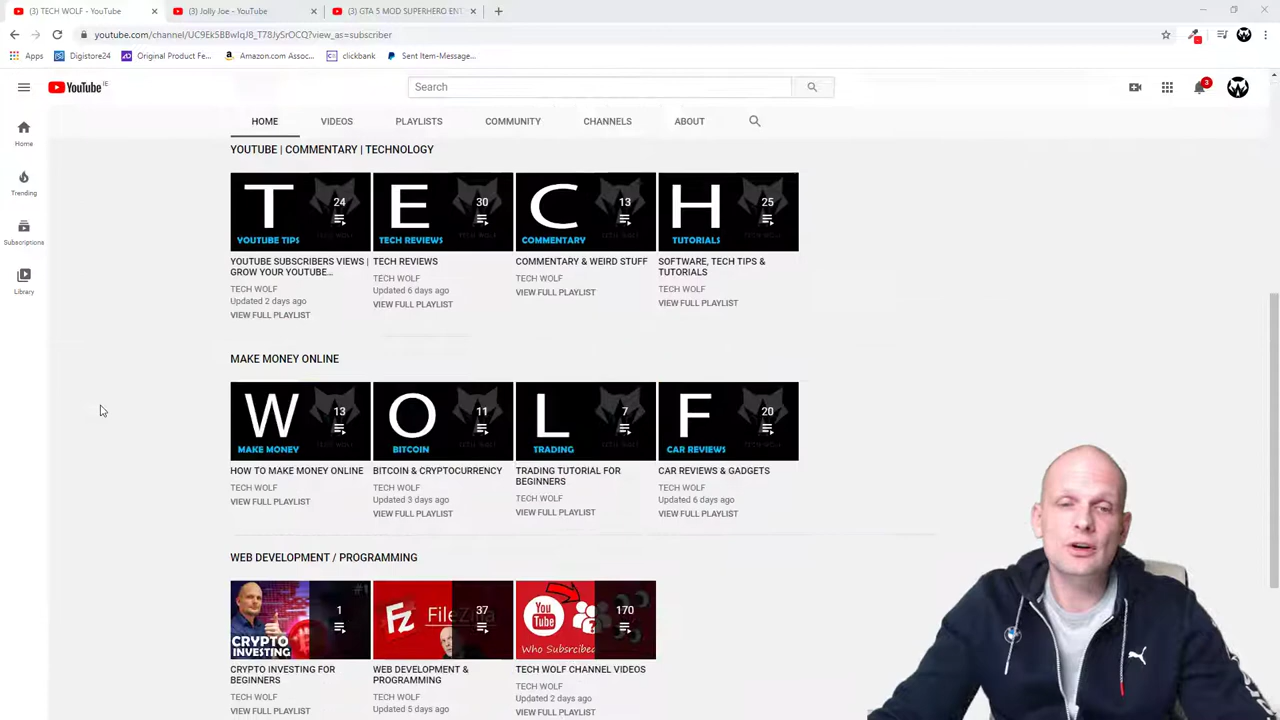 (3) TECH WOLF - YouTube
(3) Jolly Joe - YouTube
(3) GTA 5 MOD SUPERHERO ENT
youtube.com/channel/UC9Ek5BBwIqJ8_T78JySrOCQ?view_as=subscriber
Apps
Digistore24
Original Product Fe...
Amazon.com Assoc...
clickbank
Sent Item-Message...
YouTube IE
Search
3
HOME
VIDEOS
PLAYLISTS
COMMUNITY
CHANNELS
ABOUT
Home
Trending
Subscriptions
Library
YOUTUBE | COMMENTARY | TECHNOLOGY
T
24
YOUTUBE TIPS
E
30
TECH REVIEWS
C
13
COMMENTARY
H
25
TUTORIALS
YOUTUBE SUBSCRIBERS VIEWS |
GROW YOUR YOUTUBE...
TECH WOLF
Updated 2 days ago
VIEW FULL PLAYLIST
TECH REVIEWS
TECH WOLF
Updated 6 days ago
VIEW FULL PLAYLIST
COMMENTARY & WEIRD STUFF
TECH WOLF
VIEW FULL PLAYLIST
SOFTWARE, TECH TIPS &
TUTORIALS
TECH WOLF
VIEW FULL PLAYLIST
MAKE MONEY ONLINE
W
13
MAKE MONEY
O
11
BITCOIN
L
7
TRADING
F
20
CAR REVIEWS
HOW TO MAKE MONEY ONLINE
TECH WOLF
VIEW FULL PLAYLIST
BITCOIN & CRYPTOCURRENCY
TECH WOLF
Updated 3 days ago
VIEW FULL PLAYLIST
TRADING TUTORIAL FOR
BEGINNERS
TECH WOLF
VIEW FULL PLAYLIST
CAR REVIEWS & GADGETS
TECH WOLF
Updated 6 days ago
VIEW FULL PLAYLIST
WEB DEVELOPMENT / PROGRAMMING
#1
1
CRYPTO
INVESTING
FileZilla
37
You
Tube
170
Who Subscribed
CRYPTO INVESTING FOR
BEGINNERS
TECH WOLF
VIEW FULL PLAYLIST
WEB DEVELOPMENT &
PROGRAMMING
TECH WOLF
Updated 5 days ago
TECH WOLF CHANNEL VIDEOS
TECH WOLF
Updated 2 days ago
VIEW FULL PLAYLIST